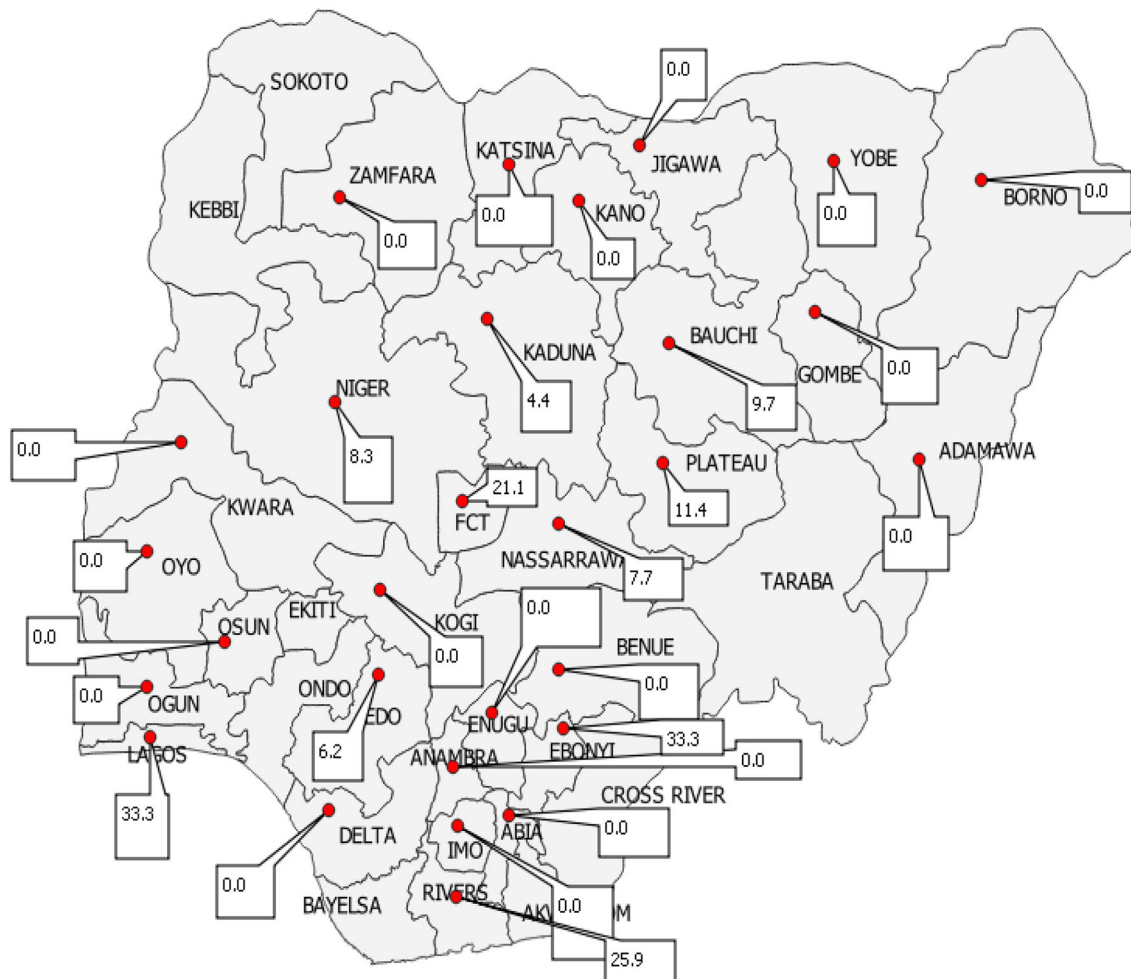 0.0
SOKOTO
KATSINA
JIGAWA
YOBE
ZAMFARA
BORNO
0.0
KEBBI
KANO
0.0
0.0
0.0
0.0
0.0
BAUCHI
KADUNA
0.0
GOMBE
NIGER
4.4
9.7
0.0
8.3
ADAMAWA
PLATEAU
21.1
KWARA
FCT
11.4
0.0
0.0
OYO
NASSARRAWA
7.7
TARABA
EKITI
0.0
KOGI
0.0
OSUN
0.0
BENUE
0.0
ONDO
0.0
OGUN
EDO
ENUGU
33.3
6.2
LAGOS
ANAMBRA
EBONYI
0.0
CROSS RIVER
33.3
DELTA
ABIA
0.0
IMO
0.0
RIVERS
BAYELSA
0.0
AK
OM
25.9